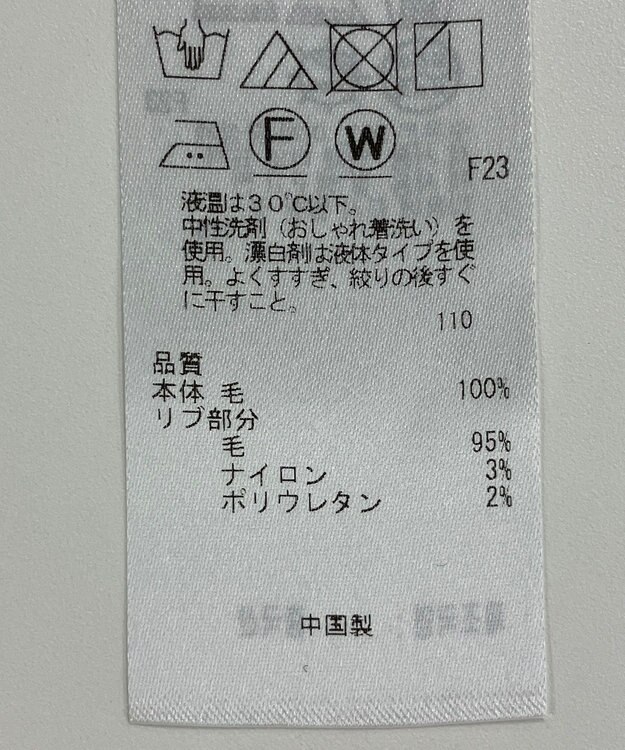 F
W
F23
液温は30℃以下。
中性洗剤（おしゃれ着洗い）を
使用。漂白剤は液体タイプを使
用。よくすすぎ、絞りの後すぐ
に干すこと。
110
品質
本体 毛 100%
リブ部分
毛 95%
ナイロン 3%
ポリウレタン 2%
中国製